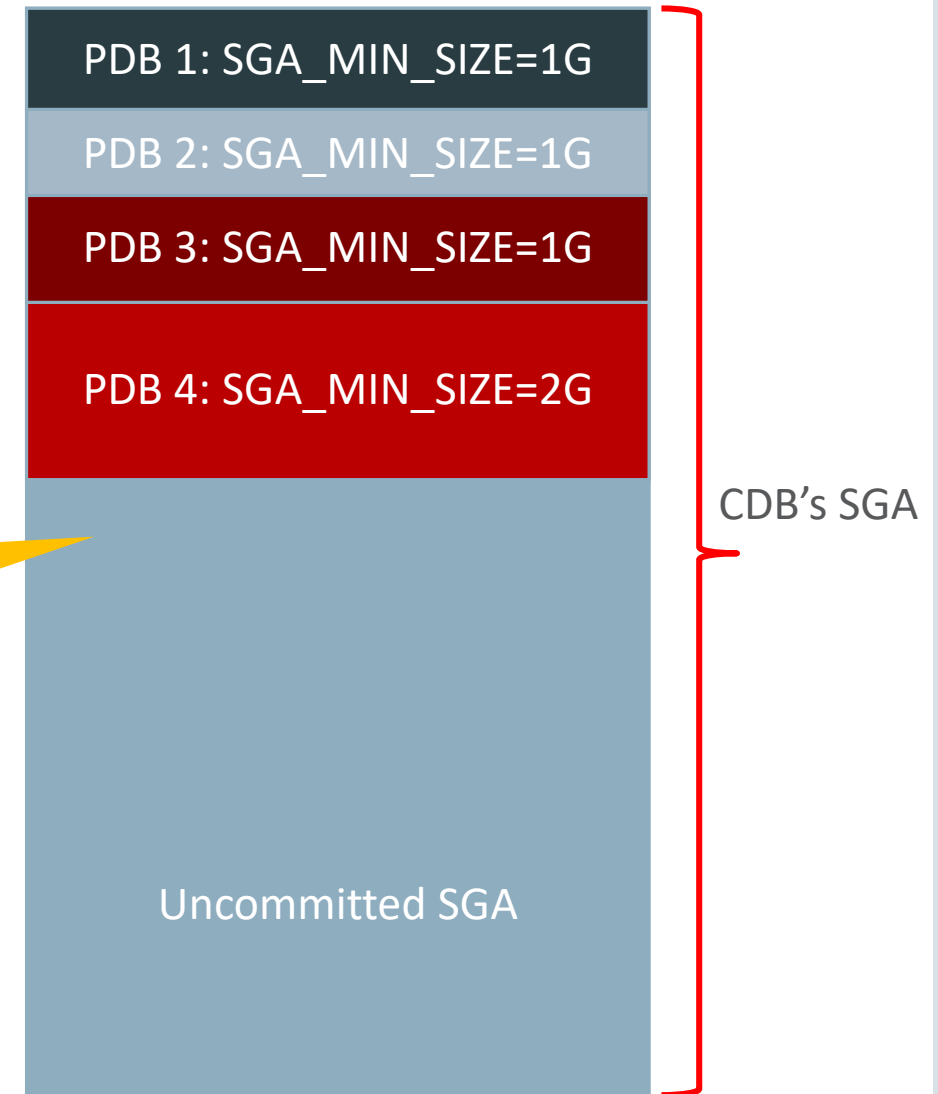 PDB 1: SGA_MIN_SIZE=1G
PDB 2: SGA_MIN_SIZE=1G
PDB 3: SGA_MIN_SIZE=1G
PDB 4: SGA_MIN_SIZE=2G
CDB’s SGA
Uncommitted SGA